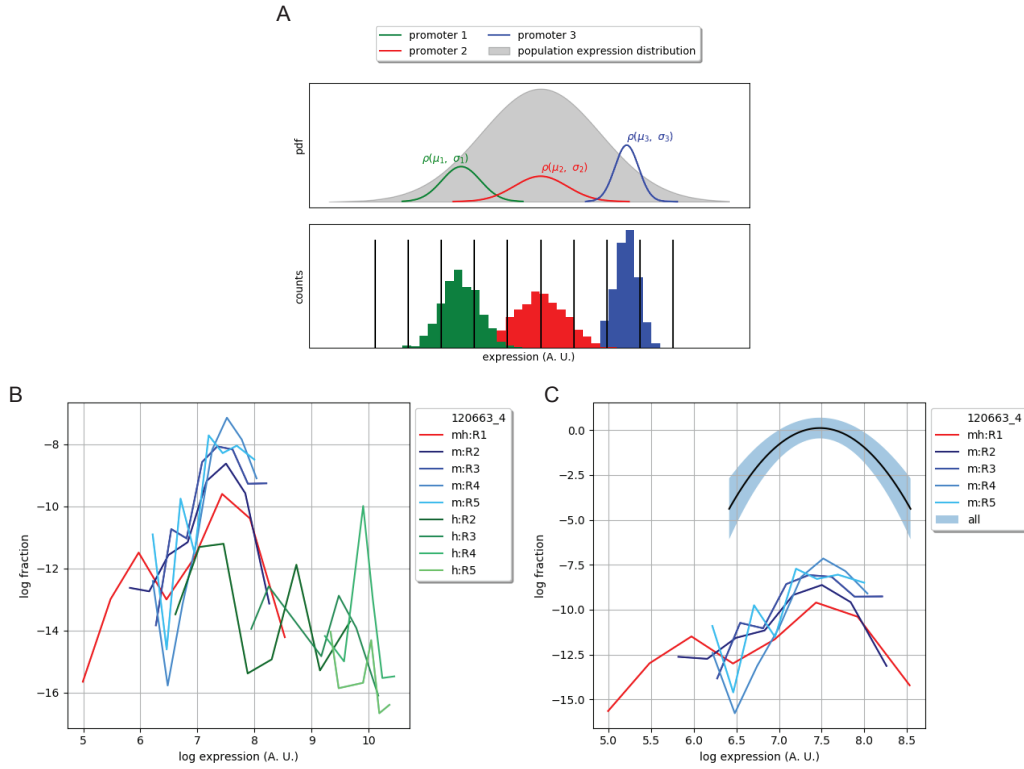 A
promoter 1
promoter 2
promoter 3
population expression distribution
pdf
ρ(μ₁, σ₁)
ρ(μ₂, σ₂)
ρ(μ₃, σ₃)
counts
expression (A. U.)
B
log fraction
−8
−10
−12
−14
−16
5 6 7 8 9 10
log expression (A. U.)
120663_4
mh:R1
m:R2
m:R3
m:R4
m:R5
h:R2
h:R3
h:R4
h:R5
C
log fraction
0.0
−2.5
−5.0
−7.5
−10.0
−12.5
−15.0
5.0 5.5 6.0 6.5 7.0 7.5 8.0 8.5
log expression (A. U.)
120663_4
mh:R1
m:R2
m:R3
m:R4
m:R5
all